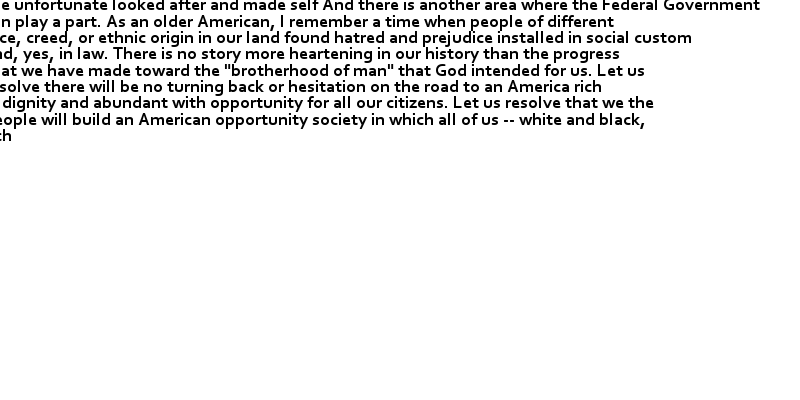 e unfortunate looked after and made self And there is another area where the Federal Government
n play a part. As an older American, I remember a time when people of different
ce, creed, or ethnic origin in our land found hatred and prejudice installed in social custom
nd, yes, in law. There is no story more heartening in our history than the progress
at we have made toward the "brotherhood of man" that God intended for us. Let us
solve there will be no turning back or hesitation on the road to an America rich
dignity and abundant with opportunity for all our citizens. Let us resolve that we the
eople will build an American opportunity society in which all of us -- white and black,
ch